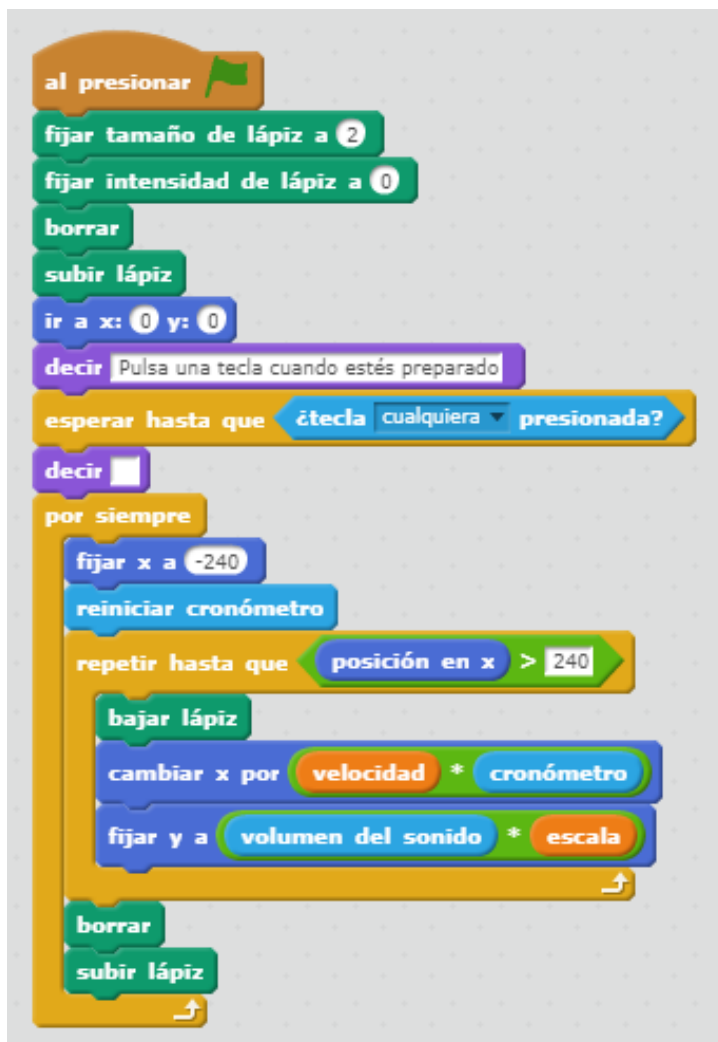 al presionar
fijar tamaño de lápiz a 2
fijar intensidad de lápiz a 0
borrar
subir lápiz
ir a x: 0 y: 0
decir Pulsa una tecla cuando estés preparado
esperar hasta que ¿tecla cualquiera presionada?
decir
por siempre
fijar x a -240
reiniciar cronómetro
repetir hasta que posición en x > 240
bajar lápiz
cambiar x por velocidad * cronómetro
fijar y a volumen del sonido * escala
borrar
subir lápiz